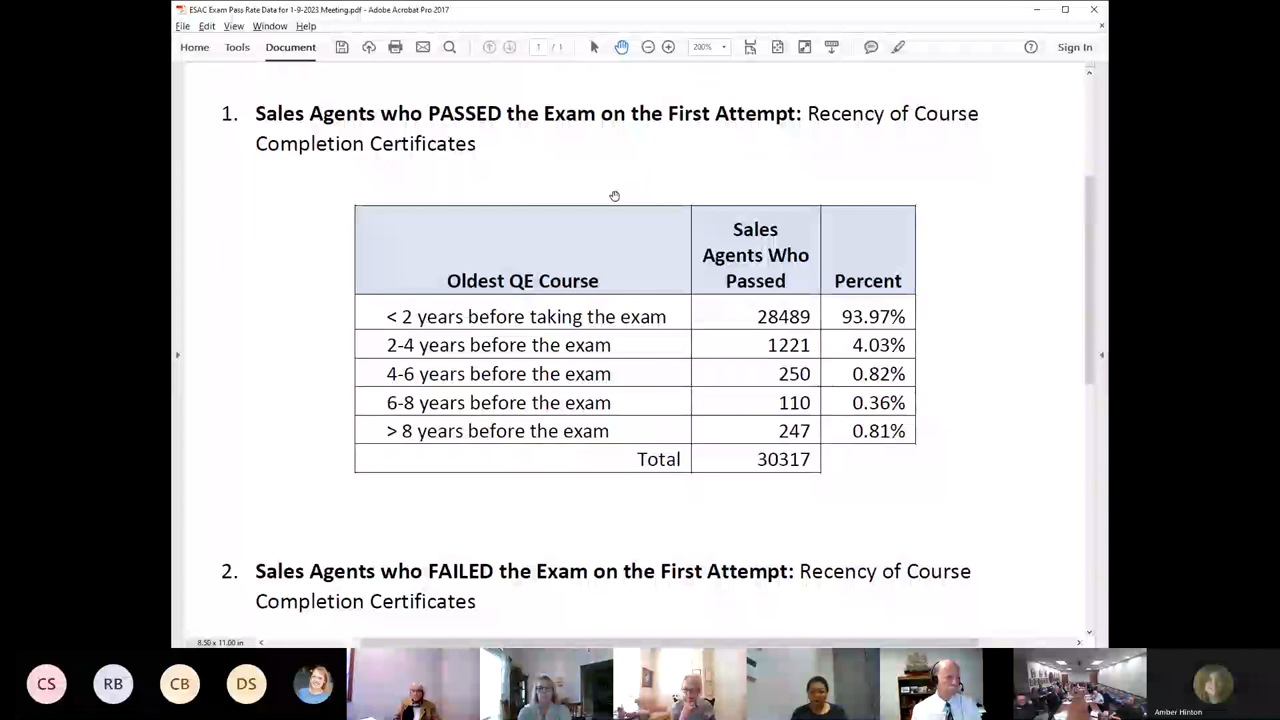 ESAC Exam Pass Rate Data for 1-9-2023 Meeting.pdf - Adobe Acrobat Pro 2017
File Edit View Window Help
Home Tools Document 1 / 1 200% Sign In
1. Sales Agents who PASSED the Exam on the First Attempt: Recency of Course
Completion Certificates
Sales
Agents Who
Oldest QE Course Passed Percent
< 2 years before taking the exam 28489 93.97%
2-4 years before the exam 1221 4.03%
4-6 years before the exam 250 0.82%
6-8 years before the exam 110 0.36%
> 8 years before the exam 247 0.81%
Total 30317
2. Sales Agents who FAILED the Exam on the First Attempt: Recency of Course
Completion Certificates
8.50 x 11.00 in
CS RB CB DS
Amber Hinton